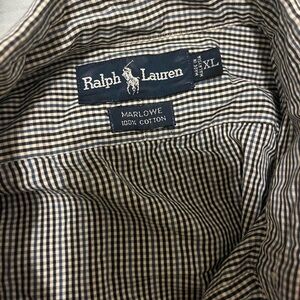 Ralph Lauren
XL
MARLOWE
100% COTTON